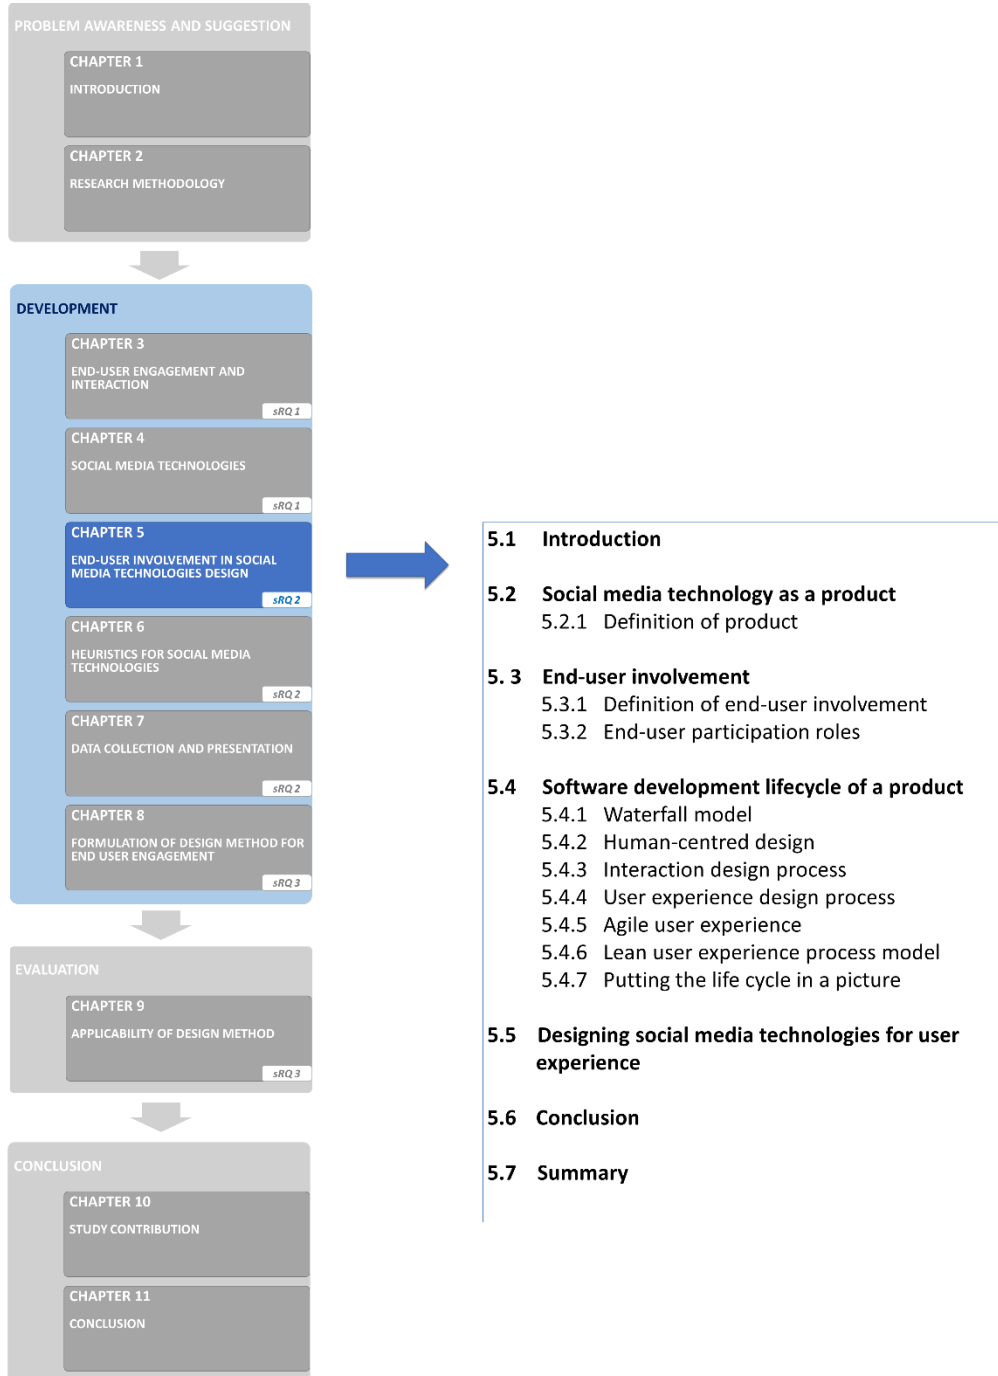 PROBLEM AWARENESS AND SUGGESTION
CHAPTER 1
INTRODUCTION
CHAPTER 2
RESEARCH METHODOLOGY
DEVELOPMENT
CHAPTER 3
END-USER ENGAGEMENT AND
INTERACTION
sRQ 1
CHAPTER 4
SOCIAL MEDIA TECHNOLOGIES
sRQ 1
CHAPTER 5
END-USER INVOLVEMENT IN SOCIAL
MEDIA TECHNOLOGIES DESIGN
sRQ 2
CHAPTER 6
HEURISTICS FOR SOCIAL MEDIA
TECHNOLOGIES
sRQ 2
CHAPTER 7
DATA COLLECTION AND PRESENTATION
sRQ 2
CHAPTER 8
FORMULATION OF DESIGN METHOD FOR
END USER ENGAGEMENT
sRQ 3
EVALUATION
CHAPTER 9
APPLICABILITY OF DESIGN METHOD
sRQ 3
CONCLUSION
CHAPTER 10
STUDY CONTRIBUTION
CHAPTER 11
CONCLUSION
5.1 Introduction
5.2 Social media technology as a product
5.2.1 Definition of product
5. 3 End-user involvement
5.3.1 Definition of end-user involvement
5.3.2 End-user participation roles
5.4 Software development lifecycle of a product
5.4.1 Waterfall model
5.4.2 Human-centred design
5.4.3 Interaction design process
5.4.4 User experience design process
5.4.5 Agile user experience
5.4.6 Lean user experience process model
5.4.7 Putting the life cycle in a picture
5.5 Designing social media technologies for user
experience
5.6 Conclusion
5.7 Summary